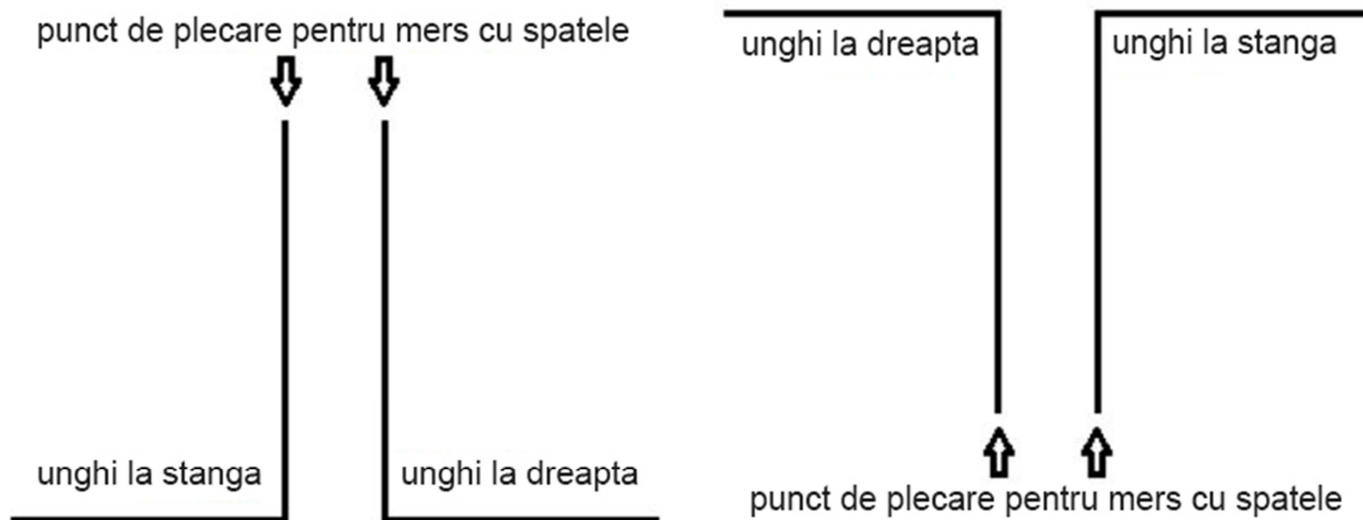 punct de plecare pentru mers cu spatele
unghi la stanga
unghi la dreapta
unghi la dreapta
unghi la stanga
punct de plecare pentru mers cu spatele